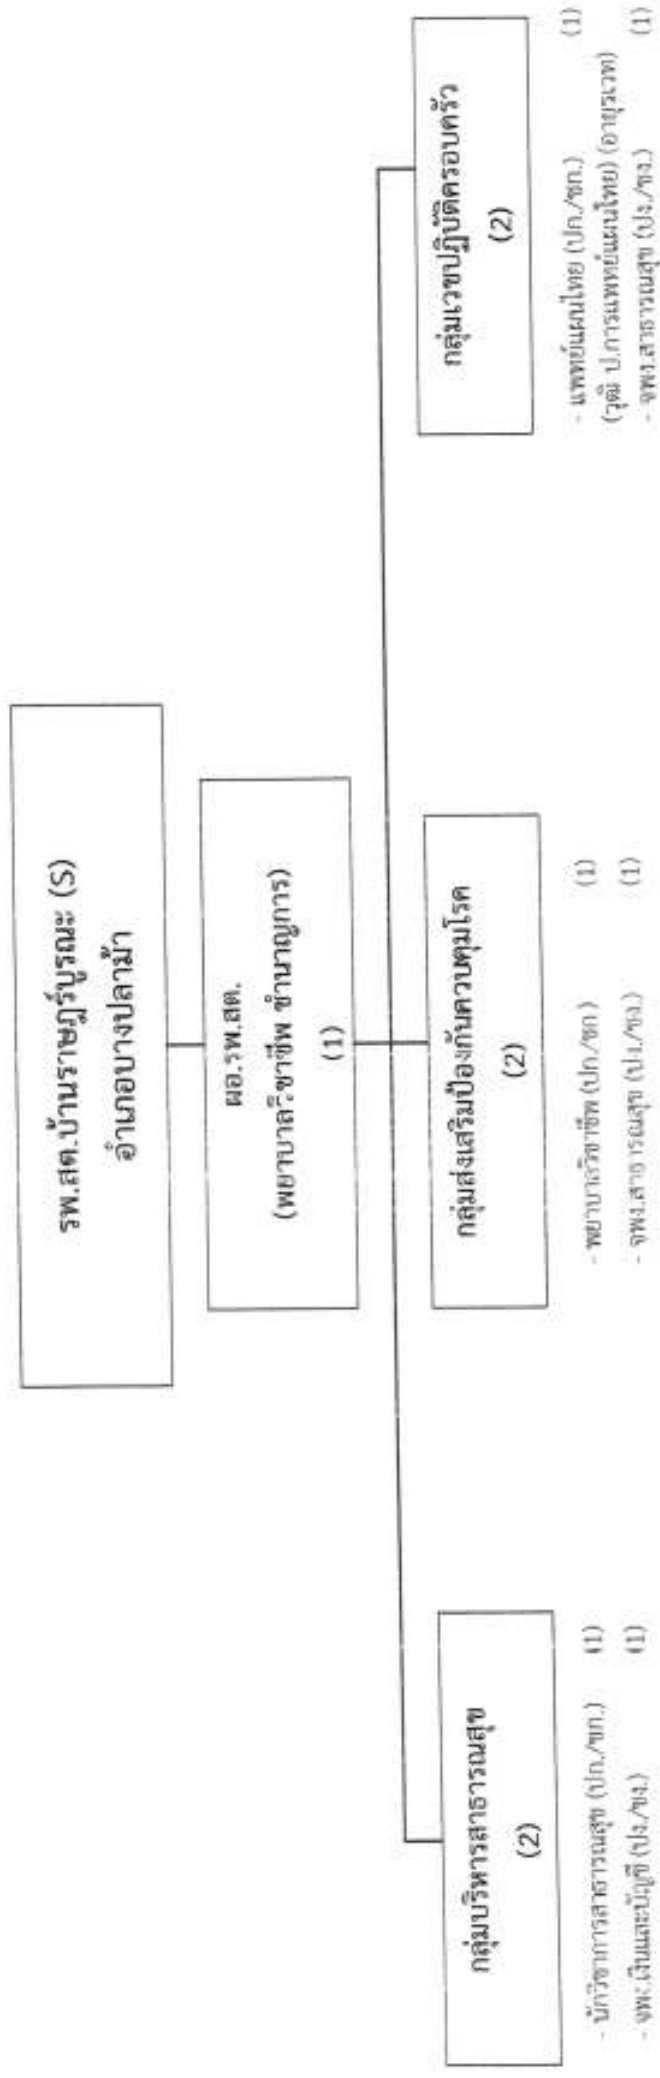 รพ.สต.บ้านราษฎร์บูรณะ (S)
อำเภอบางปลาม้า
ผอ.รพ.สต.
(พยาบาลวิชาชีพ ชำนาญการ)
(1)
กลุ่มบริหารสาธารณสุข
(2)
- นักวิชาการสาธารณสุข (ปก./ชก.) (1)
- จพง.เงินและบัญชี (ปง./ชง.) (1)
กลุ่มส่งเสริมป้องกันควบคุมโรค
(2)
- พยาบาลวิชาชีพ (ปก./ชก) (1)
- จพง.สาธารณสุข (ปง./ชง.) (1)
กลุ่มเวชปฏิบัติครอบครัว
(2)
- แพทย์แผนไทย (ปก./ชก.) (1)
(วุฒิ ป.การแพทย์แผนไทย) (อายุรเวท)
- จพง.สาธารณสุข (ปง./ชง.) (1)